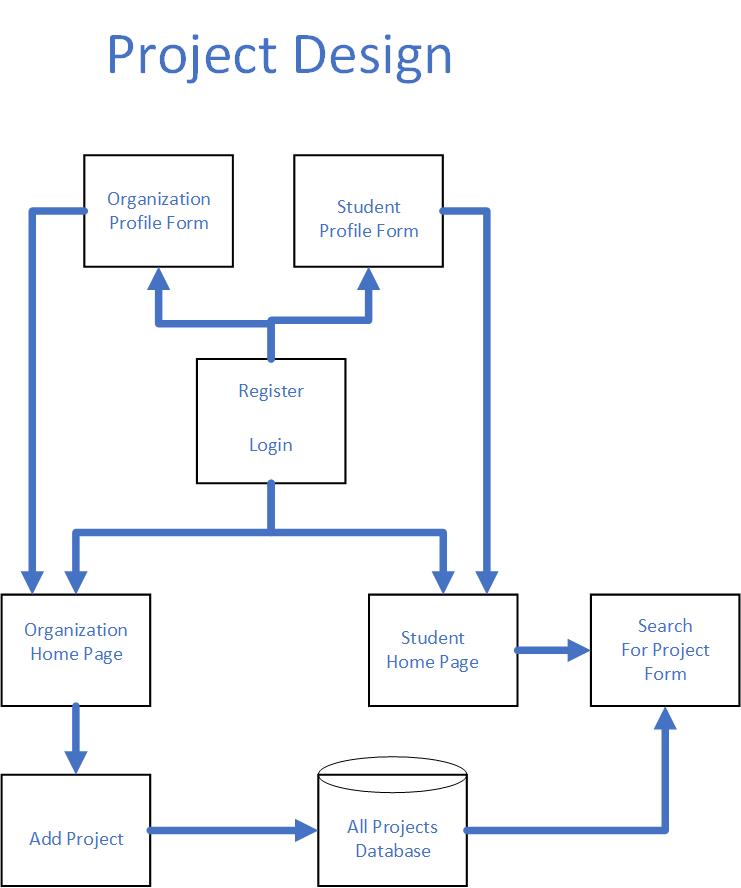 Project Design
Organization
Profile Form
Student
Profile Form
Register
Login
Organization
Home Page
Student
Home Page
Search
For Project
Form
Add Project
All Projects
Database